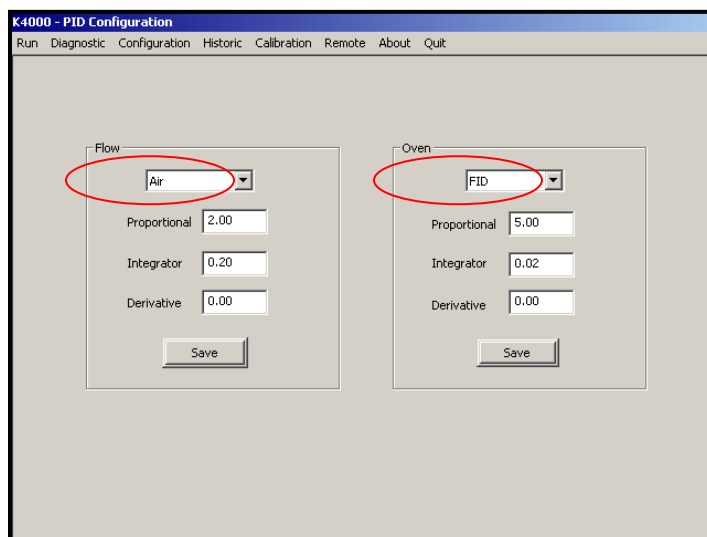 K4000 - PID Configuration
Run Diagnostic Configuration Historic Calibration Remote About Quit
Flow
Air
Proportional 2.00
Integrator 0.20
Derivative 0.00
Save
Oven
FID
Proportional 5.00
Integrator 0.02
Derivative 0.00
Save